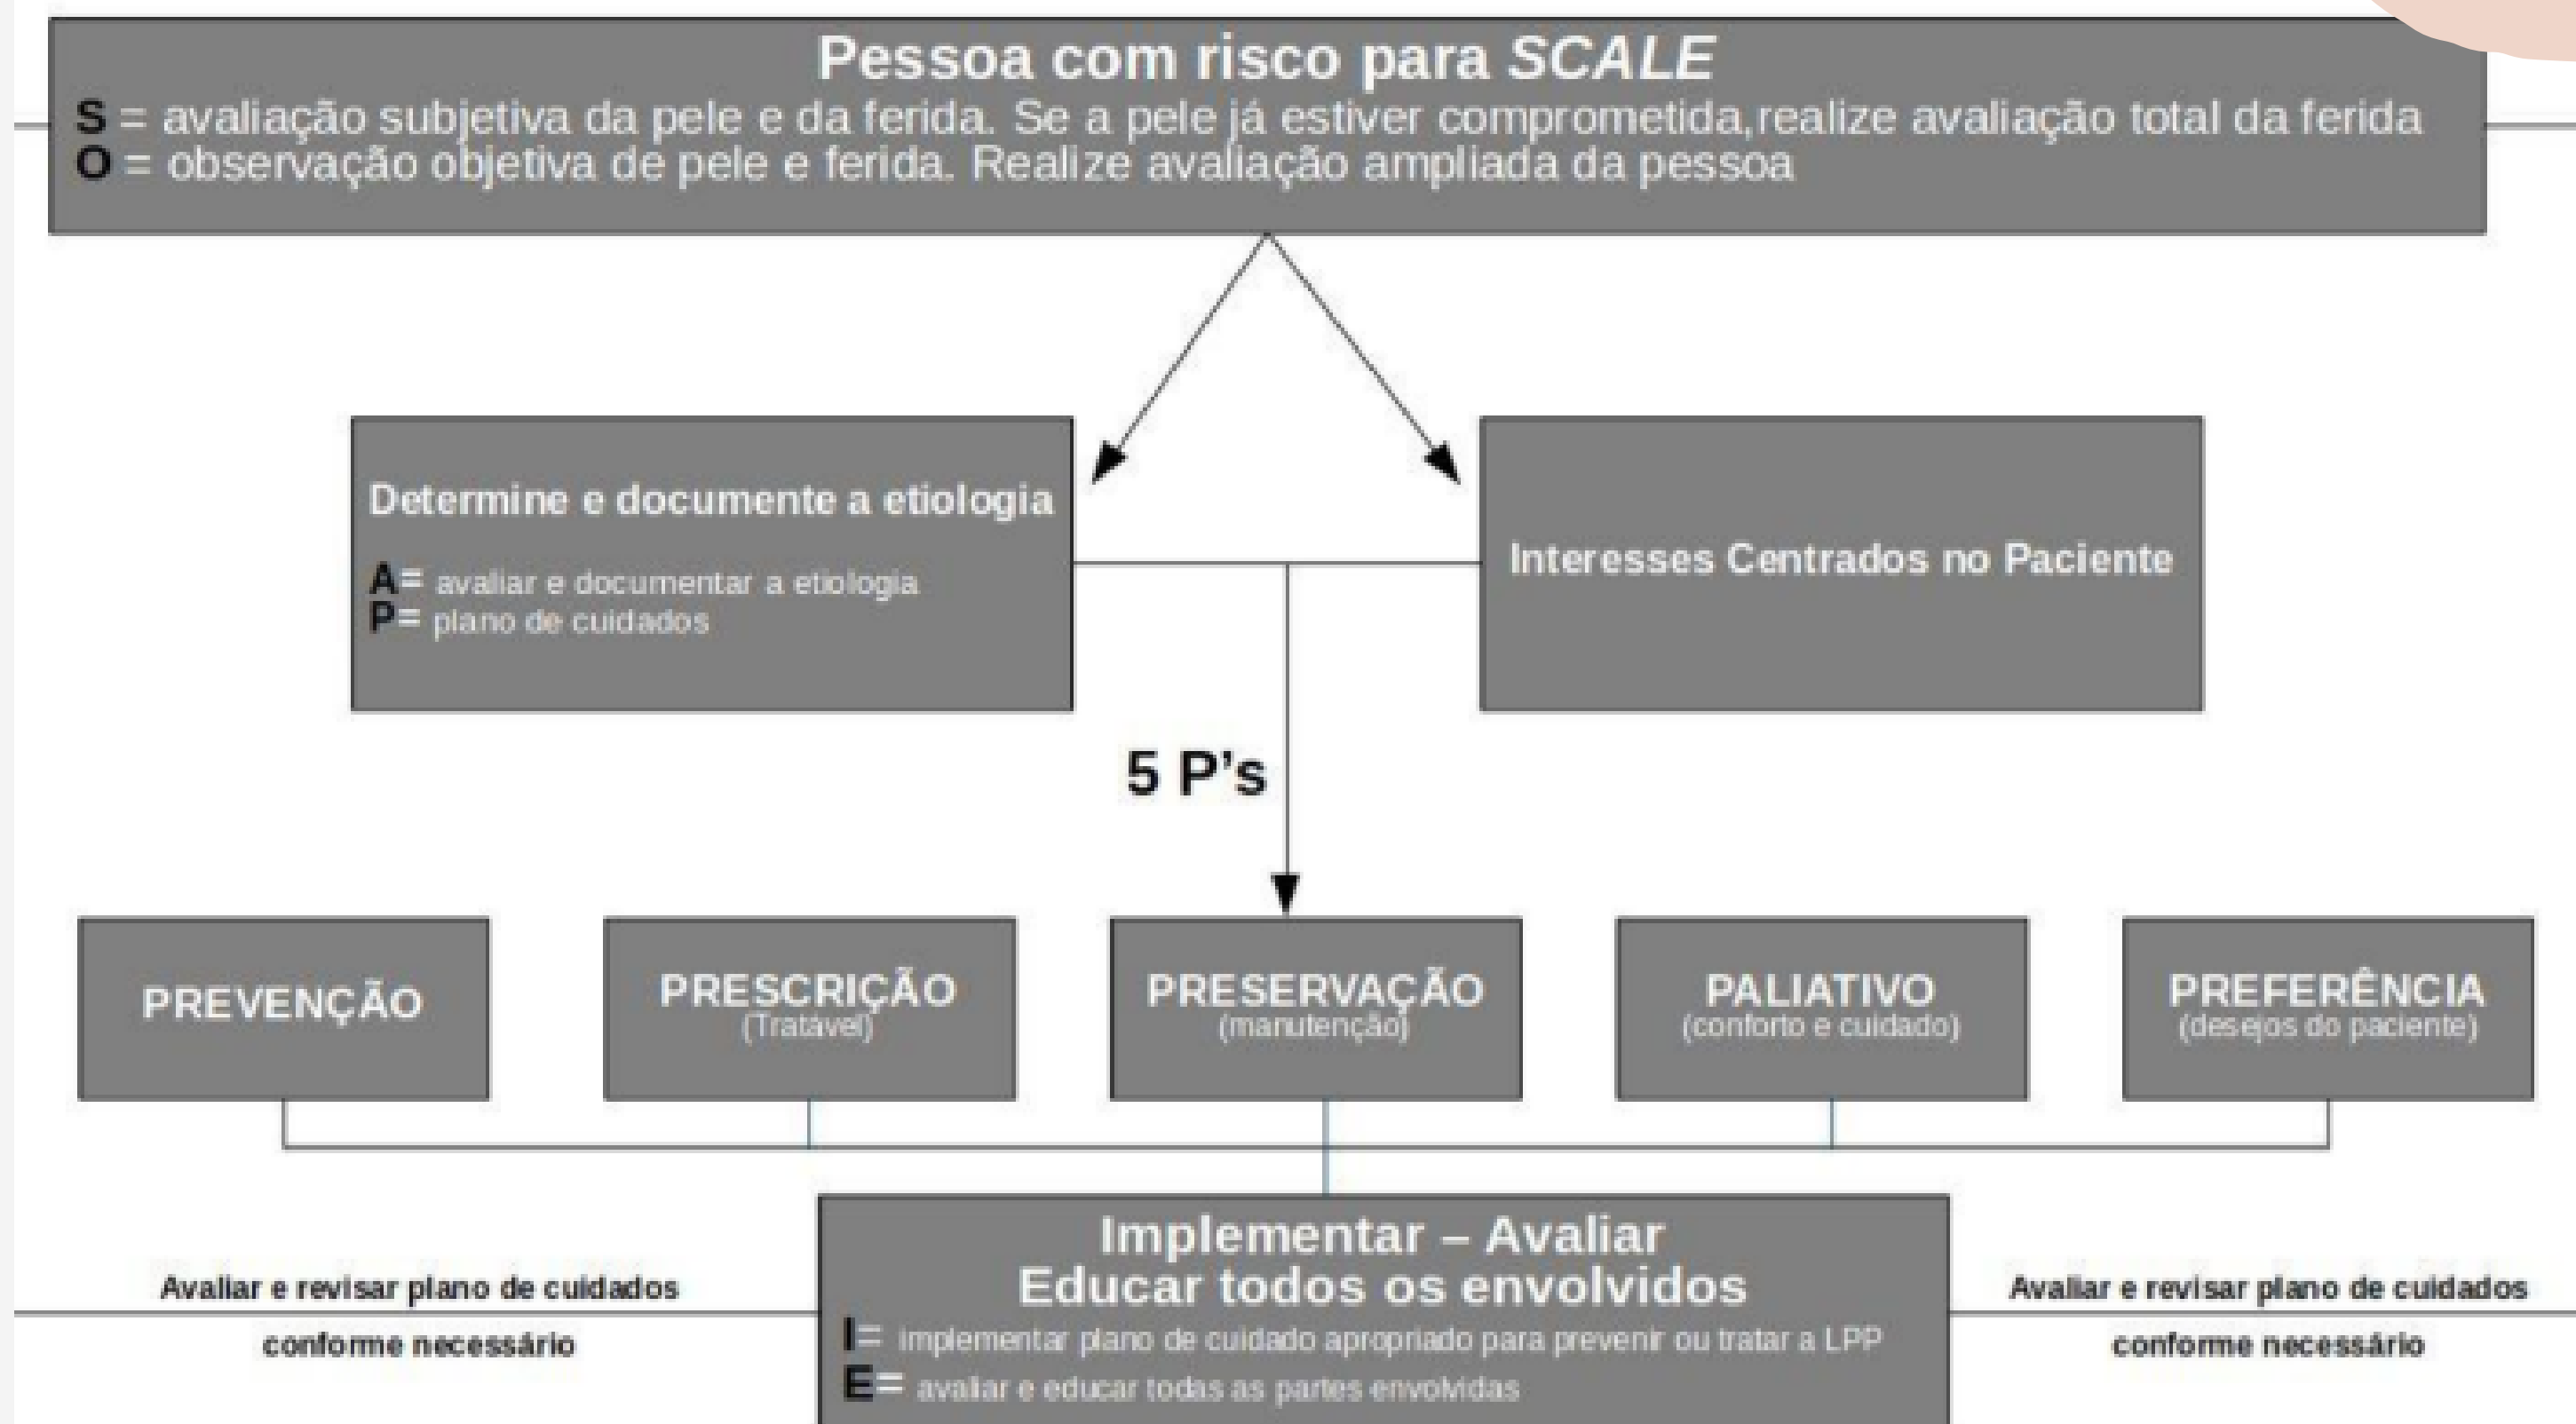 Pessoa com risco para SCALE
S = avaliação subjetiva da pele e da ferida. Se a pele já estiver comprometida,realize avaliação total da ferida
O = observação objetiva de pele e ferida. Realize avaliação ampliada da pessoa
Determine e documente a etiologia
A= avaliar e documentar a etiologia
P= plano de cuidados
Interesses Centrados no Paciente
5 P’s
PREVENÇÃO
PRESCRIÇÃO
(Tratável)
PRESERVAÇÃO
(manutenção)
PALIATIVO
(conforto e cuidado)
PREFERÊNCIA
(desejos do paciente)
Avaliar e revisar plano de cuidados
conforme necessário
Implementar – Avaliar
Educar todos os envolvidos
I= implementar plano de cuidado apropriado para prevenir ou tratar a LPP
E= avaliar e educar todas as partes envolvidas
Avaliar e revisar plano de cuidados
conforme necessário